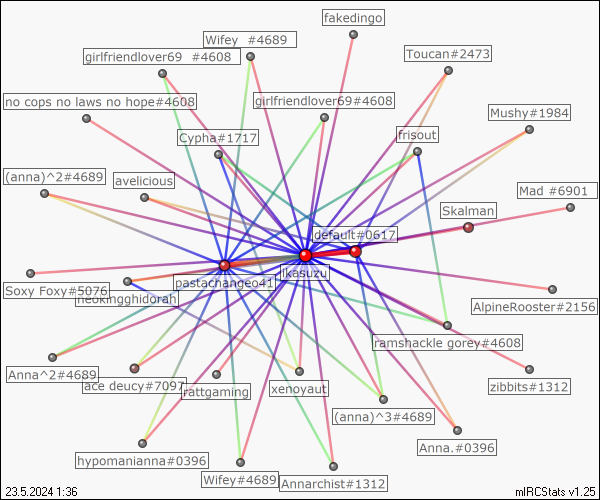 fakedingo
Wifey #4689
girlfriendlover69 #4608
Toucan#2473
no cops no laws no hope#4608
girlfriendlover69#4608
Mushy#1984
Cypha#1717
frisout
(anna)^2#4689
avelicious
Mad #6901
Skalman
default#0617
ikasuzu
pastachangeo41
Soxy Foxy#5076
neokingghidorah
AlpineRooster#2156
ramshackle gorey#4608
Anna^2#4689
ace deucy#7097
rattgaming
xenoyaut
zibbits#1312
(anna)^3#4689
Anna.#0396
hypomanianna#0396
Wifey#4689
Annarchist#1312
23.5.2024 1:36
mIRCStats v1.25